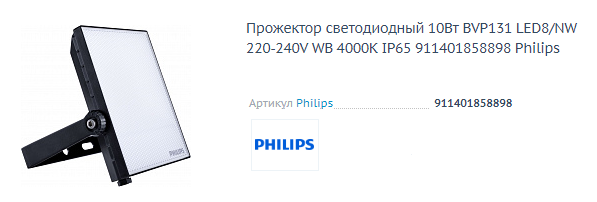 Прожектор светодиодный 10Вт BVP131 LED8/NW
220-240V WB 4000K IP65 911401858898 Philips
Артикул Philips 911401858898
PHILIPS
PHILIPS